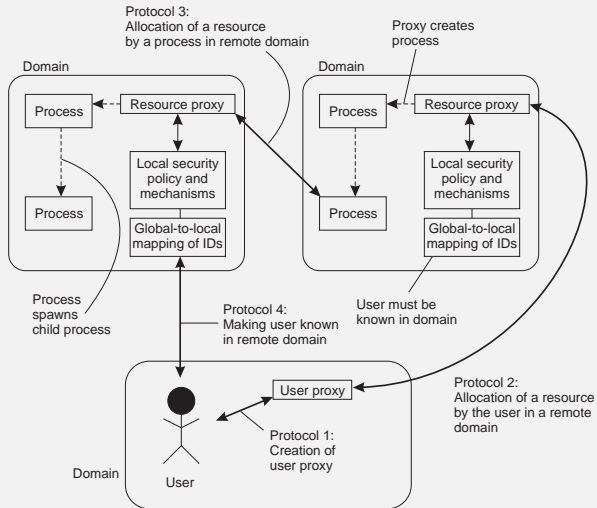 Protocol 3:
Allocation of a resource
by a process in remote domain
Proxy creates
process
Domain
Process
Resource proxy
Local security
policy and
mechanisms
Process
Global-to-local
mapping of IDs
Domain
Process
Resource proxy
Local security
policy and
mechanisms
Process
Global-to-local
mapping of IDs
Process
spawns
child process
Protocol 4:
Making user known
in remote domain
User must be
known in domain
User proxy
Protocol 2:
Allocation of a resource
by the user in a remote
domain
Protocol 1:
Creation of
user proxy
Domain
User